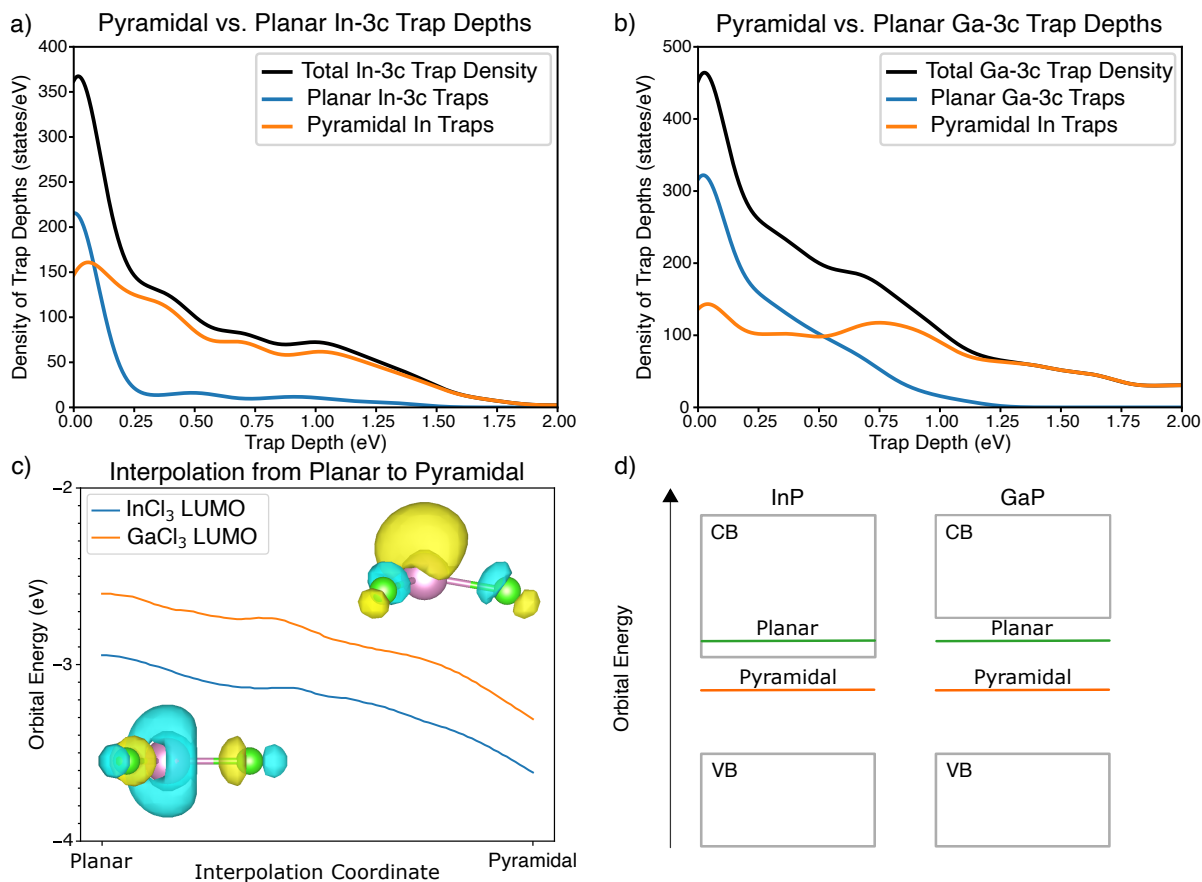 a)
Pyramidal vs. Planar In-3c Trap Depths
Density of Trap Depths (states/eV)
400
350
300
250
200
150
100
50
0
Total In-3c Trap Density
Planar In-3c Traps
Pyramidal In Traps
0.00 0.25 0.50 0.75 1.00 1.25 1.50 1.75 2.00
Trap Depth (eV)
b)
Pyramidal vs. Planar Ga-3c Trap Depths
Density of Trap Depths (states/eV)
500
400
300
200
100
0
Total Ga-3c Trap Density
Planar Ga-3c Traps
Pyramidal In Traps
0.00 0.25 0.50 0.75 1.00 1.25 1.50 1.75 2.00
Trap Depth (eV)
c)
Interpolation from Planar to Pyramidal
Orbital Energy (eV)
−2
−3
−4
InCl₃ LUMO
GaCl₃ LUMO
Planar Pyramidal
Interpolation Coordinate
d)
Orbital Energy
InP
CB
Planar
Pyramidal
VB
GaP
CB
Planar
Pyramidal
VB